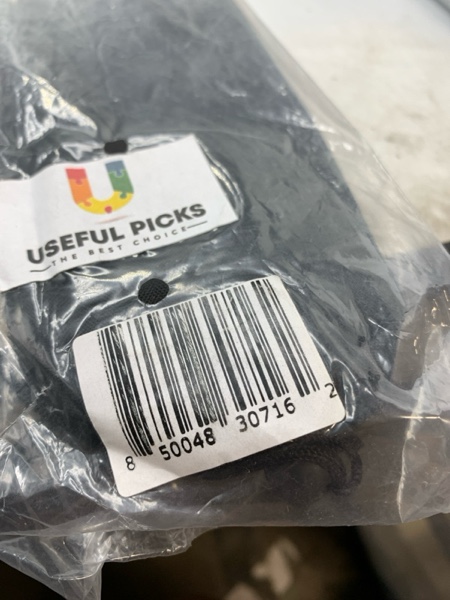 U
USEFUL PICKS
THE BEST CHOICE
8 50048 30716 2